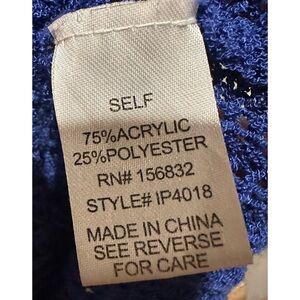 SELF
75%ACRYLIC
25%POLYESTER
RN# 156832
STYLE# IP4018
MADE IN CHINA
SEE REVERSE
FOR CARE